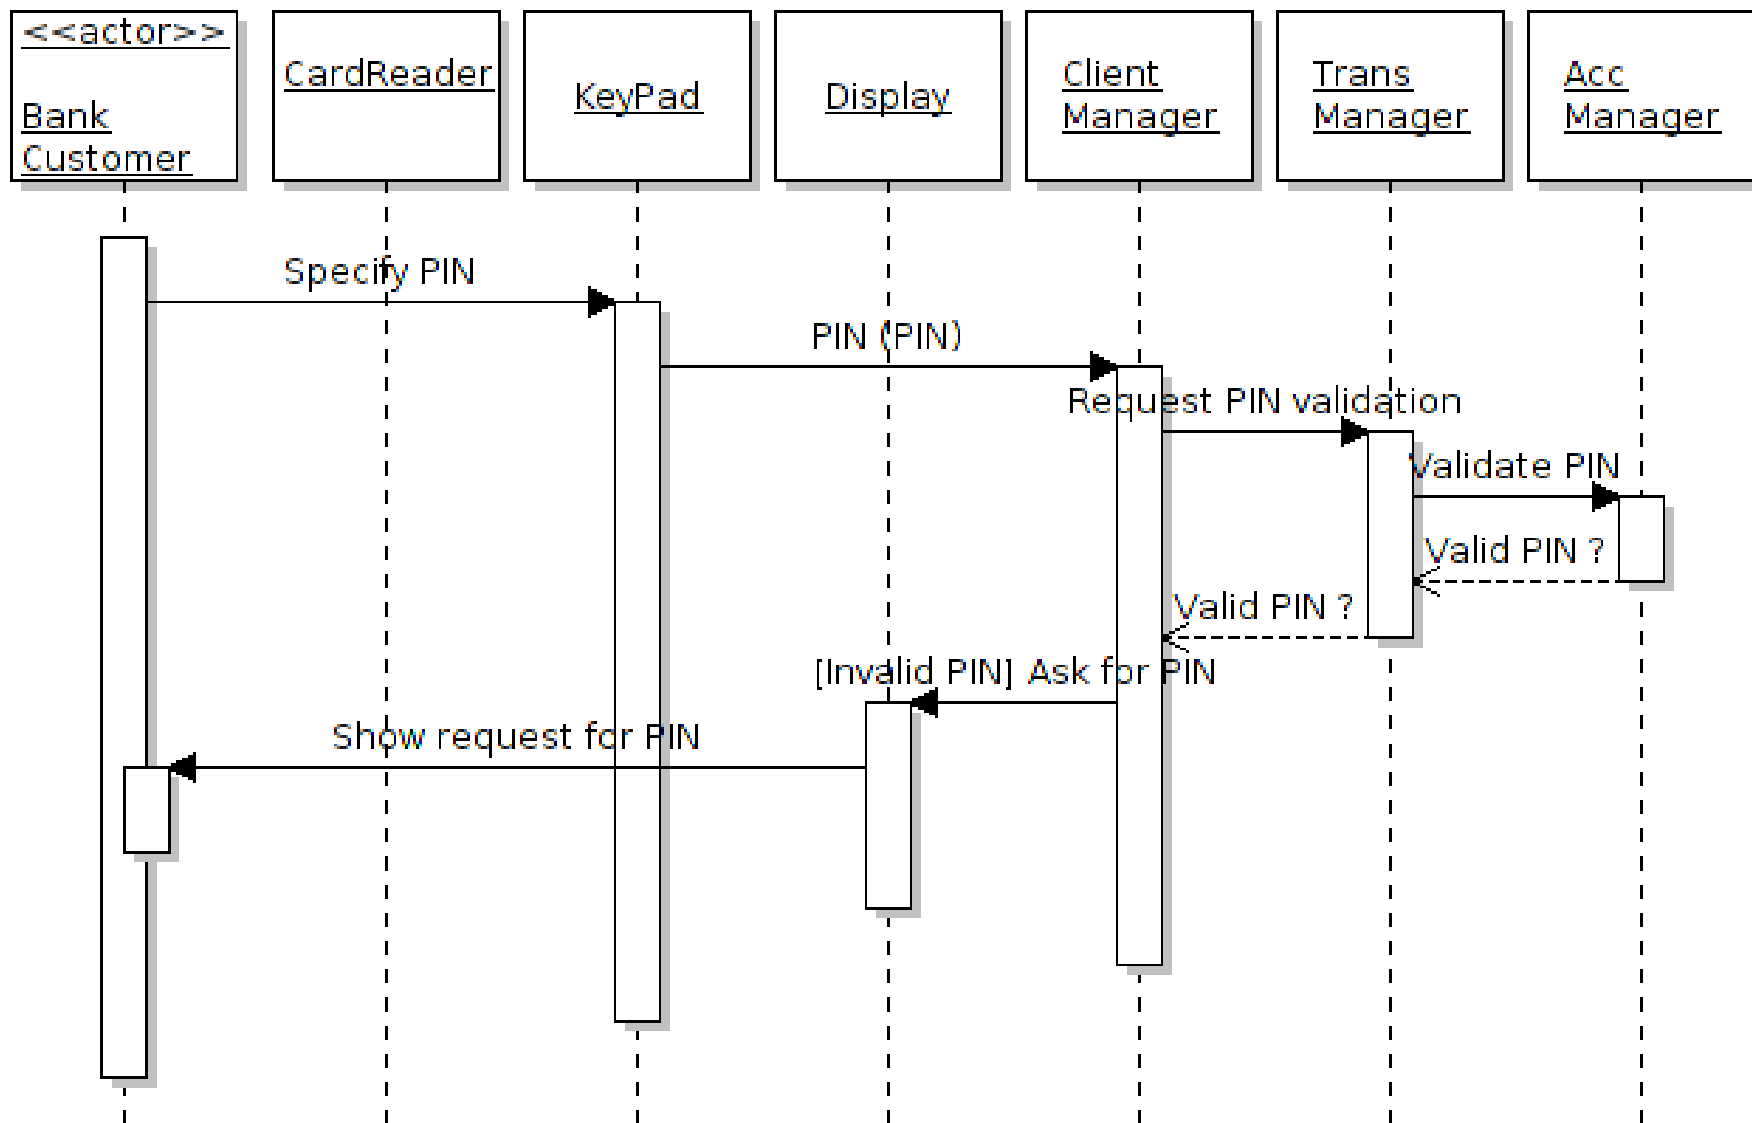 <<actor>>
Bank
Customer
CardReader
KeyPad
Display
Client
Manager
Trans
Manager
Acc
Manager
Specify PIN
PIN (PIN)
Request PIN validation
Validate PIN
Valid PIN ?
Valid PIN ?
[Invalid PIN] Ask for PIN
Show request for PIN